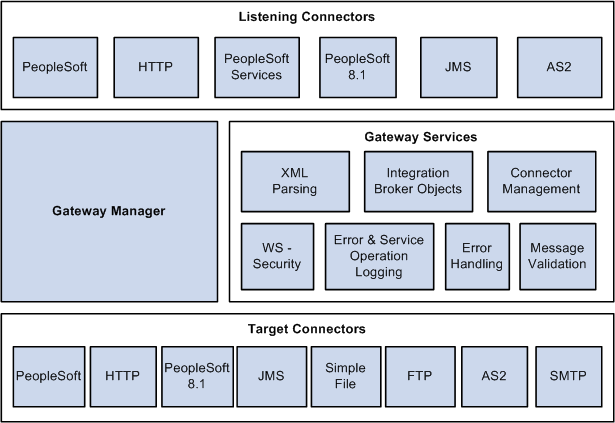 Listening Connectors
PeopleSoft
HTTP
PeopleSoft
Services
PeopleSoft
8.1
JMS
AS2
Gateway Manager
Gateway Services
XML
Parsing
Integration
Broker Objects
Connector
Management
WS -
Security
Error & Service
Operation
Logging
Error
Handling
Message
Validation
Target Connectors
PeopleSoft
HTTP
PeopleSoft
8.1
JMS
Simple
File
FTP
AS2
SMTP